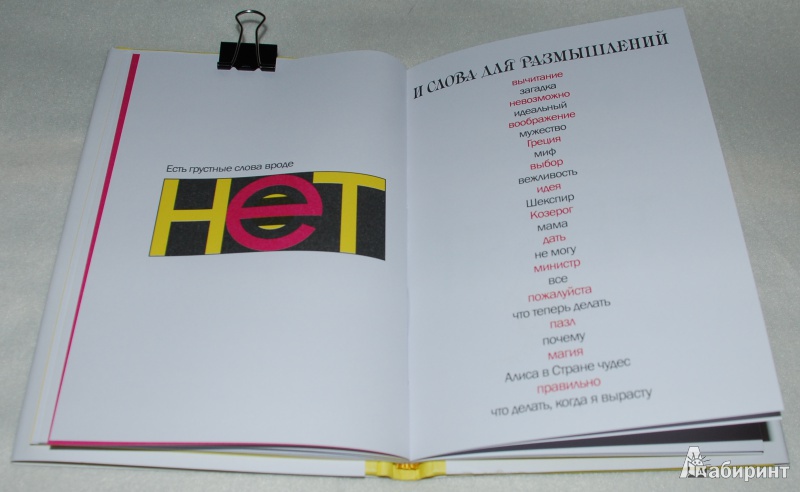 Есть грустные слова вроде
НеТ
И СЛОВА ДЛЯ РАЗМЫШЛЕНИЙ
вычитание
загадка
невозможно
идеальный
воображение
мужество
Греция
миф
выбор
вежливость
идея
Шекспир
Козерог
мама
дать
не могу
министр
все
пожалуйста
что теперь делать
пазл
почему
магия
Алиса в Стране чудес
правильно
что делать, когда я вырасту
Лабиринт